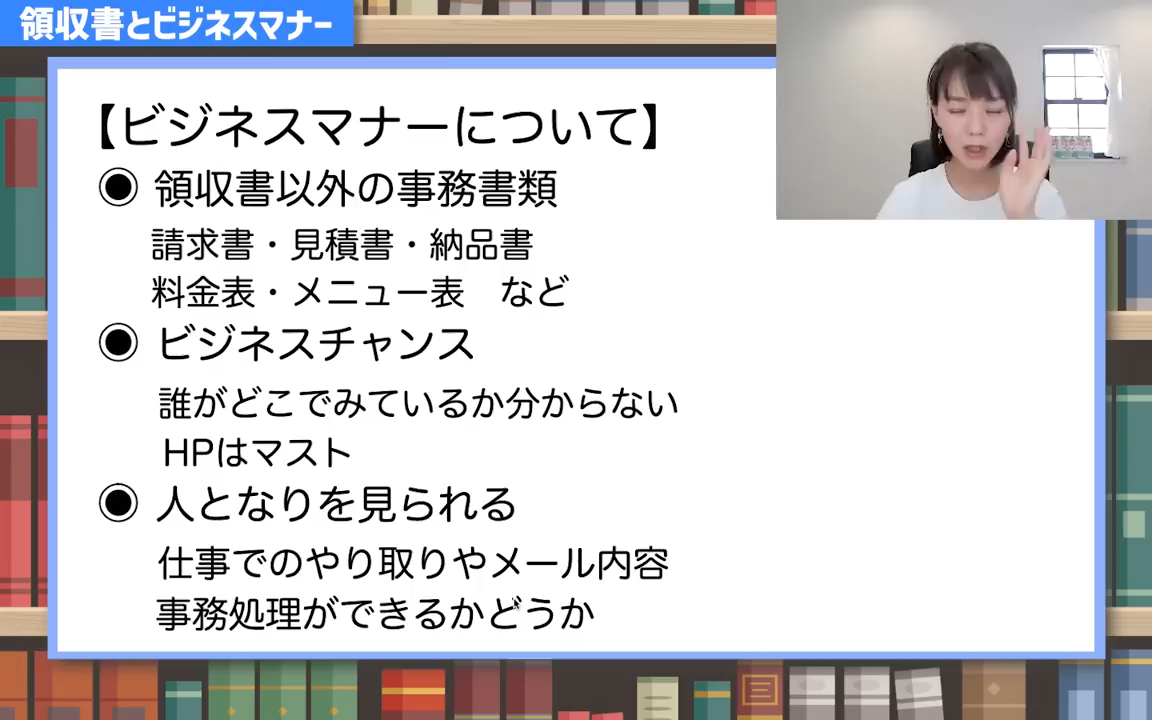 領収書とビジネスマナー
【ビジネスマナーについて】
◉ 領収書以外の事務書類
請求書・見積書・納品書
料金表・メニュー表　など
◉ ビジネスチャンス
誰がどこでみているか分からない
HPはマスト
◉ 人となりを見られる
仕事でのやり取りやメール内容
事務処理ができるかどうか